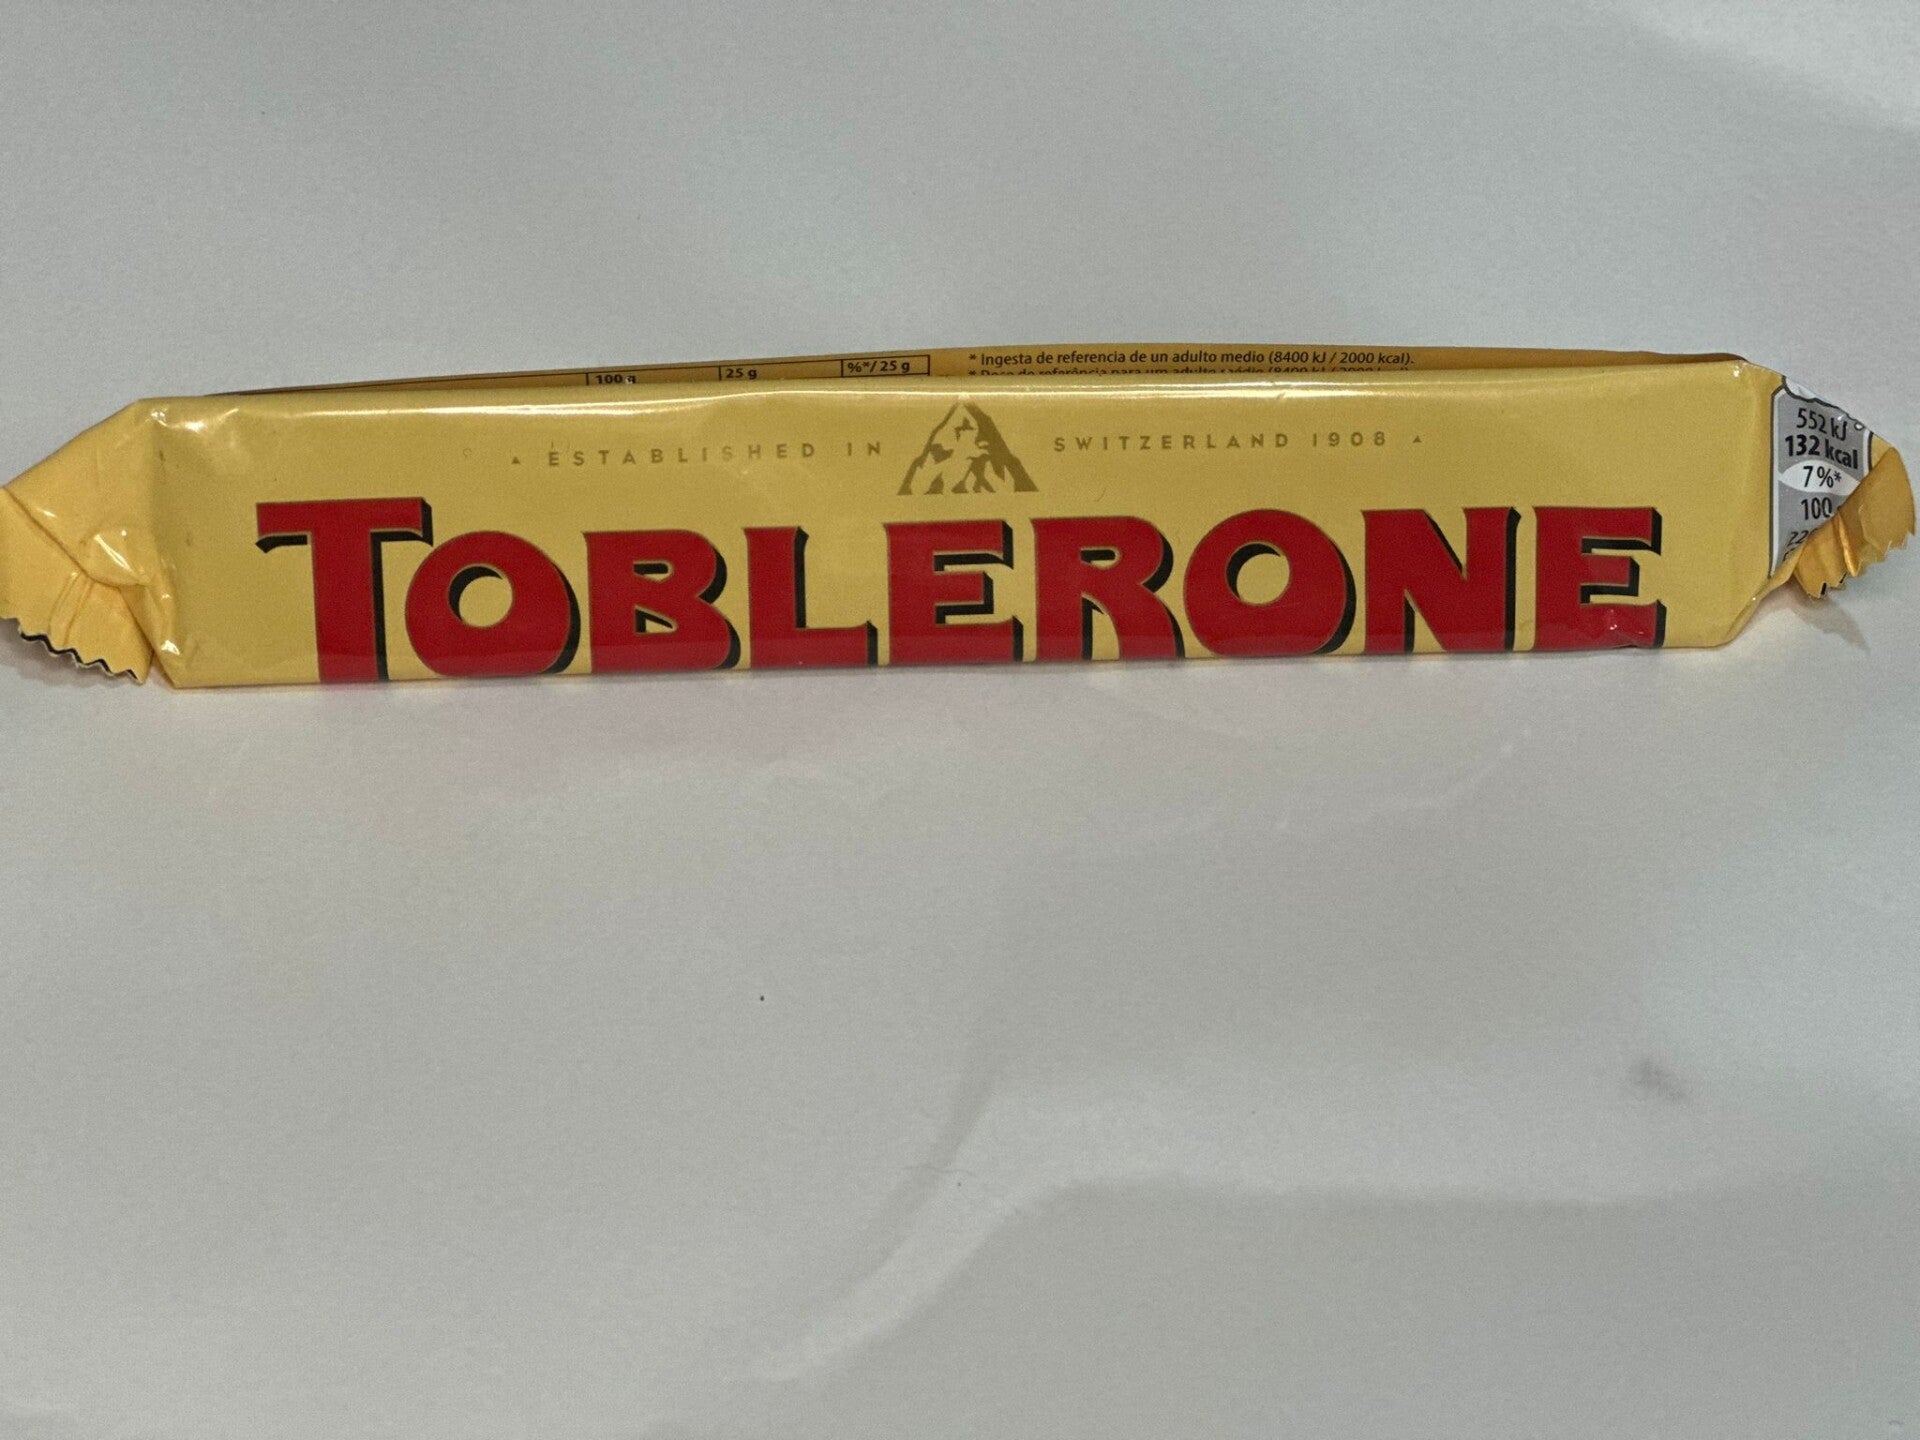 100 g 25 g %*/ 25 g
* Ingesta de referencia de un adulto medio (8400 kJ / 2000 kcal).
ESTABLISHED IN SWITZERLAND 1908
TOBLERONE
552 kJ
132 kcal
7%*
100